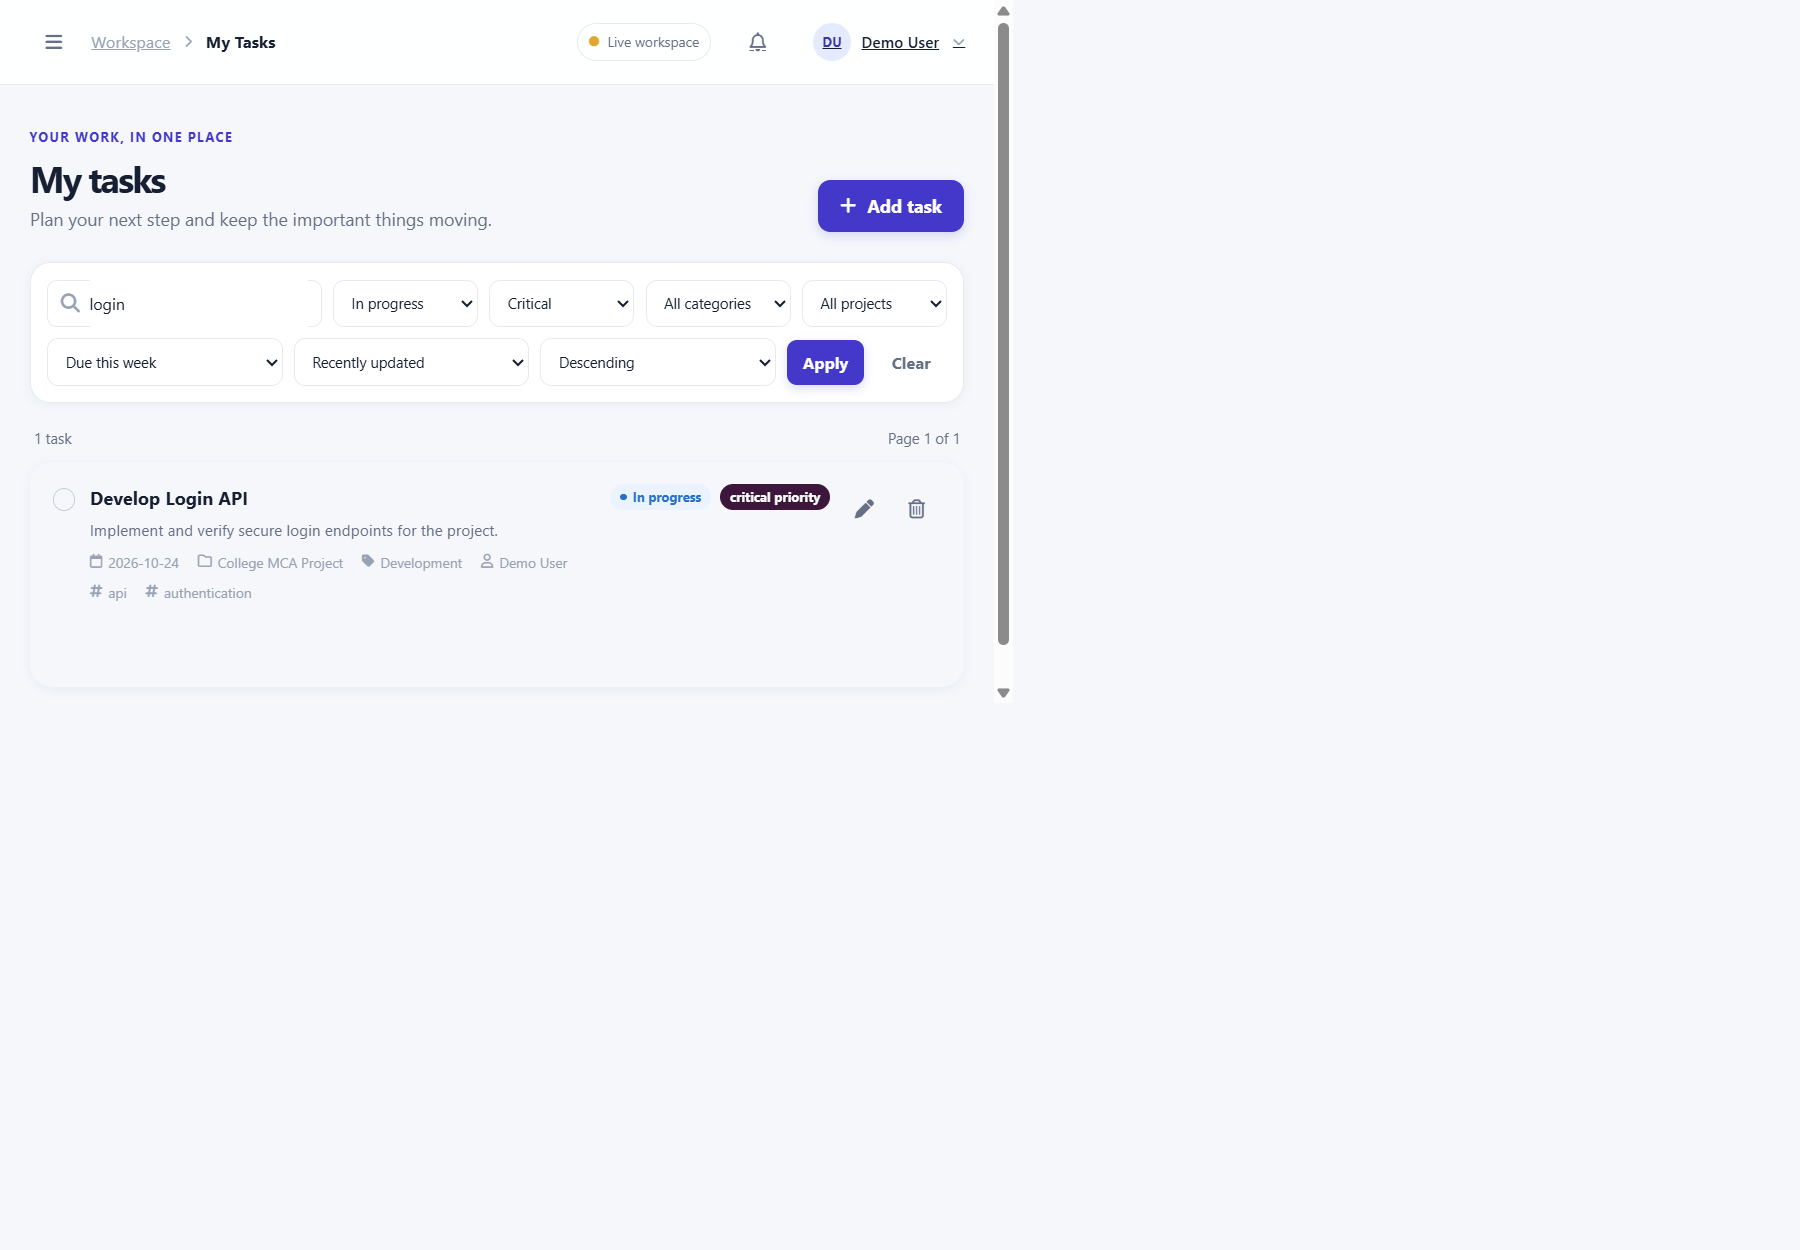 Workspace > My Tasks
Live workspace
DU Demo User
YOUR WORK, IN ONE PLACE
My tasks
Plan your next step and keep the important things moving.
+ Add task
login
In progress
Critical
All categories
All projects
Due this week
Recently updated
Descending
Apply
Clear
1 task
Page 1 of 1
Develop Login API
In progress
critical priority
Implement and verify secure login endpoints for the project.
2026-10-24 College MCA Project Development Demo User
# api # authentication